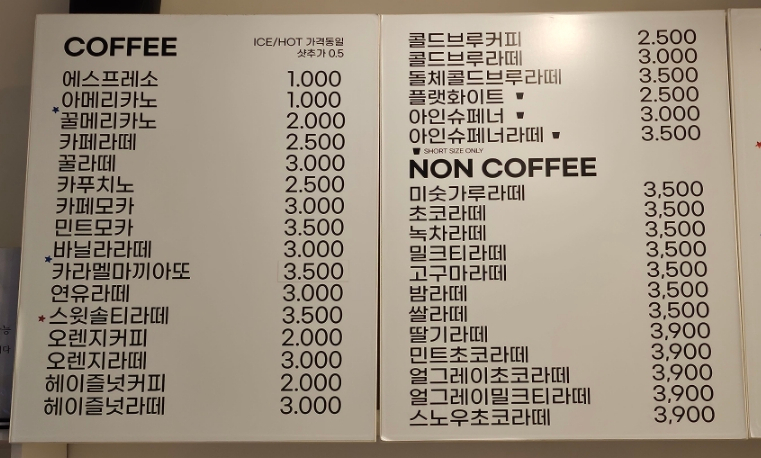 COFFEE ICE/HOT 가격동일
샷추가 0.5
에스프레소 1.000
아메리카노 1.000
꿀메리카노 2.000
카페라떼 2.500
꿀라떼 3.000
카푸치노 2.500
카페모카 3.000
민트모카 3.500
바닐라라떼 3.000
카라멜마끼아또 3.500
연유라떼 3.000
스윗솔티라떼 3.500
오렌지커피 2.000
오렌지라떼 3.000
헤이즐넛커피 2.000
헤이즐넛라떼 3.000
콜드브루커피 2.500
콜드브루라떼 3.000
돌체콜드브루라떼 3.500
플랫화이트 2.500
아인슈페너 3.000
아인슈페너라떼 3.500
SHORT SIZE ONLY
NON COFFEE
미숫가루라떼 3,500
초코라떼 3,500
녹차라떼 3,500
밀크티라떼 3,500
고구마라떼 3,500
밤라떼 3,500
쌀라떼 3,500
딸기라떼 3,900
민트초코라떼 3,900
얼그레이초코라떼 3,900
얼그레이밀크티라떼 3,900
스노우초코라떼 3,900